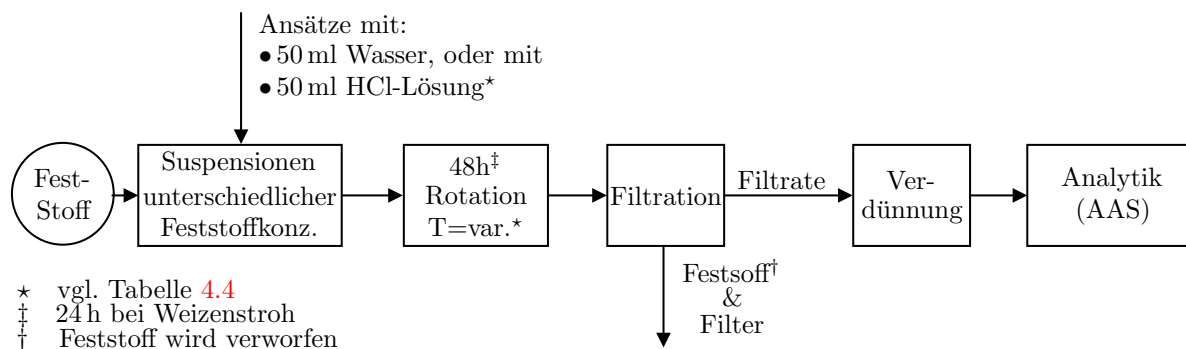 Ansätze mit:
• 50 ml Wasser, oder mit
• 50 ml HCl-Lösung⋆
Fest-
Stoff
Suspensionen
unterschiedlicher
Feststoffkonz.
48h‡
Rotation
T=var.⋆
Filtration
Filtrate
Ver-
dünnung
Analytik
(AAS)
Festsoff†
&
Filter
⋆ vgl. Tabelle 4.4
‡ 24 h bei Weizenstroh
† Feststoff wird verworfen